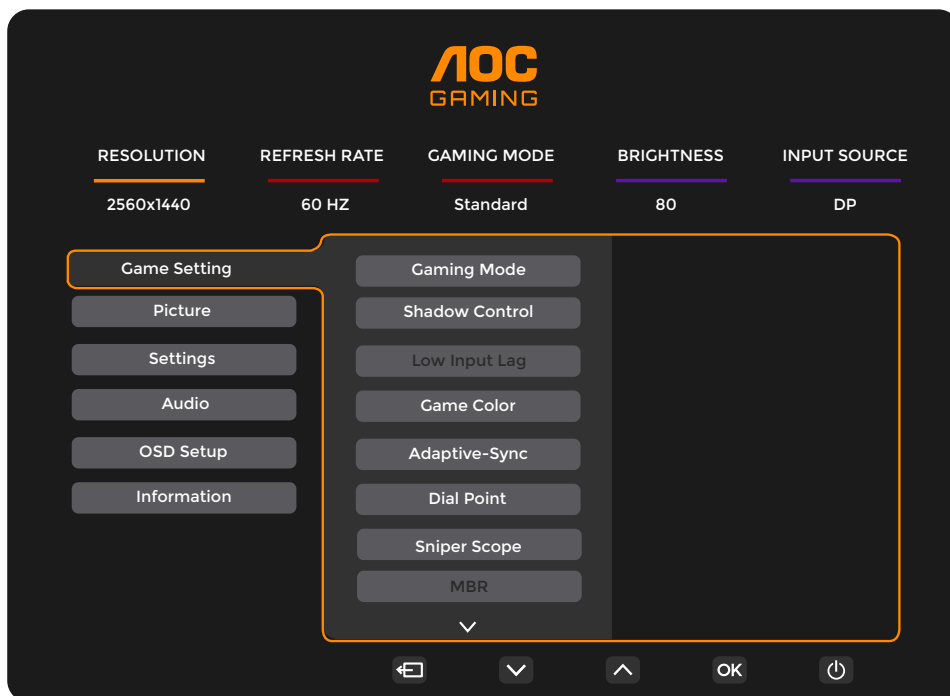 AOC
GAMING
RESOLUTION REFRESH RATE GAMING MODE BRIGHTNESS INPUT SOURCE
2560x1440 60 HZ Standard 80 DP
Game Setting
Picture
Settings
Audio
OSD Setup
Information
Gaming Mode
Shadow Control
Low Input Lag
Game Color
Adaptive-Sync
Dial Point
Sniper Scope
MBR
OK